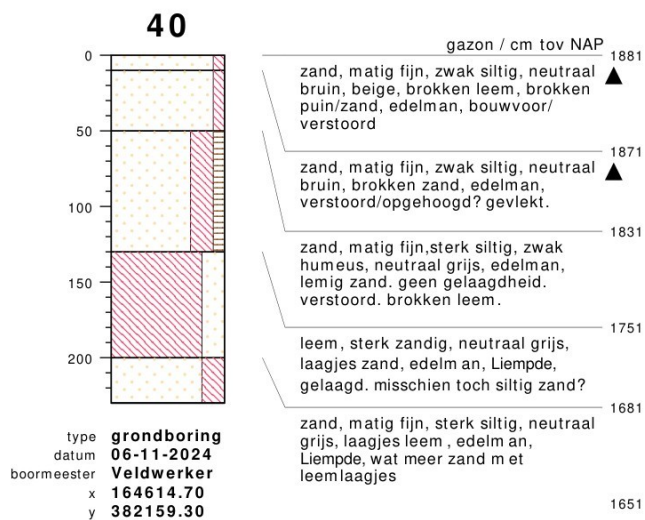 40
gazon / cm tov NAP
0
1881
zand, matig fijn, zwak siltig, neutraal
bruin, beige, brokken leem, brokken
puin/zand, edelman, bouwvoor/
verstoord
50
1871
zand, matig fijn, zwak siltig, neutraal
bruin, brokken zand, edelman,
verstoord/opgehoogd? gevlekt.
100
1831
zand, matig fijn,sterk siltig, zwak
humeus, neutraal grijs, edelman,
lemig zand. geen gelaagdheid.
verstoord. brokken leem.
150
1751
leem, sterk zandig, neutraal grijs,
laagjes zand, edelman, Liempde,
gelaagd. misschien toch siltig zand?
200
1681
zand, matig fijn, sterk siltig, neutraal
grijs, laagjes leem, edelman,
Liempde, wat meer zand met
leemlaagjes
1651
type grondboring
datum 06-11-2024
boormeester Veldwerker
x 164614.70
y 382159.30